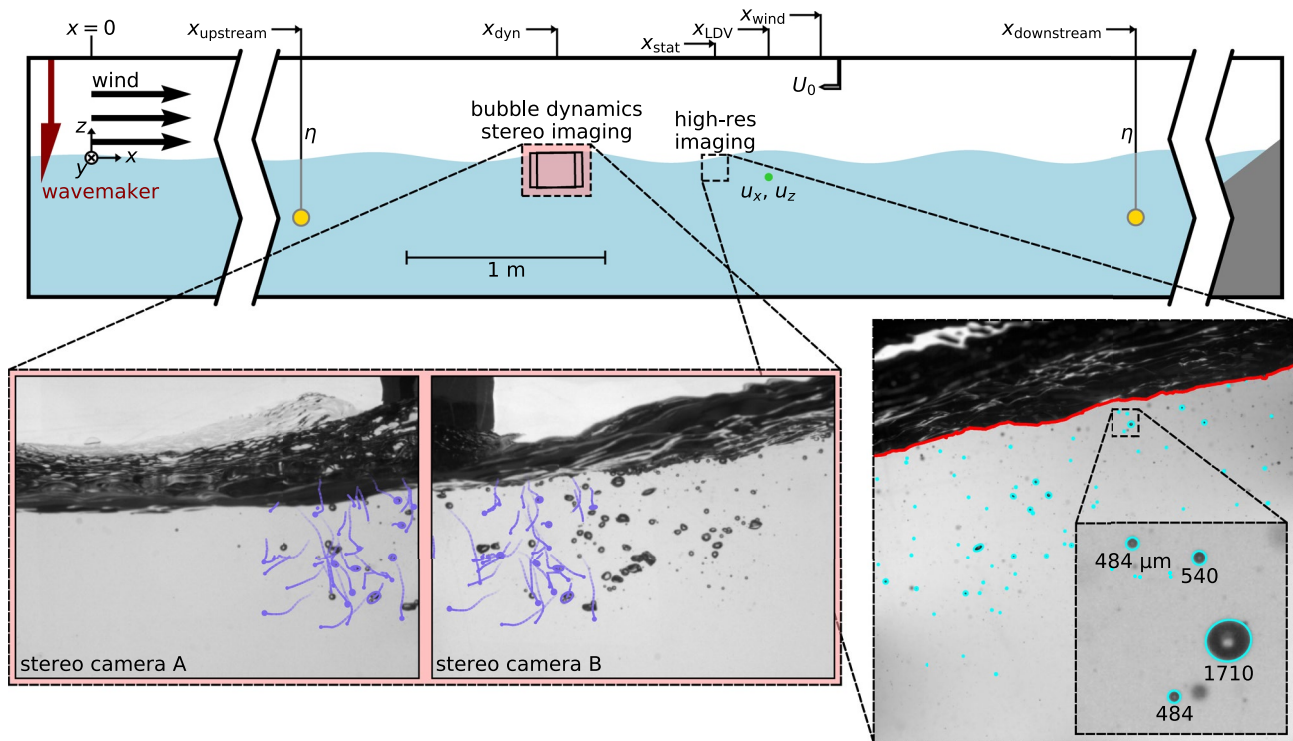 x = 0
x_upstream
x_dyn
x_stat
x_LDV
x_wind
x_downstream
wind
U_0
bubble dynamics
stereo imaging
high-res
imaging
η
η
z
y
x
wavemaker
u_x, u_z
1 m
stereo camera A
stereo camera B
484 μm
540
1710
484